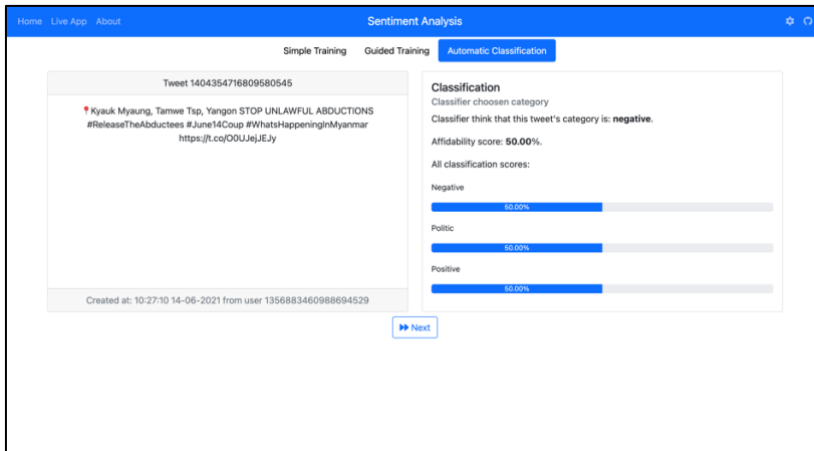 Home Live App About Sentiment Analysis
Simple Training Guided Training Automatic Classification
Tweet 1404354716809580545
Kyauk Myaung, Tamwe Tsp, Yangon STOP UNLAWFUL ABDUCTIONS
#ReleaseTheAbductees #June14Coup #WhatsHappeningInMyanmar
https://t.co/O0UJejJEJy
Created at: 10:27:10 14-06-2021 from user 1356883460988694529
Classification
Classifier choosen category
Classifier think that this tweet's category is: negative.
Affidability score: 50.00%.
All classification scores:
Negative
50.00%
Politic
50.00%
Positive
50.00%
Next